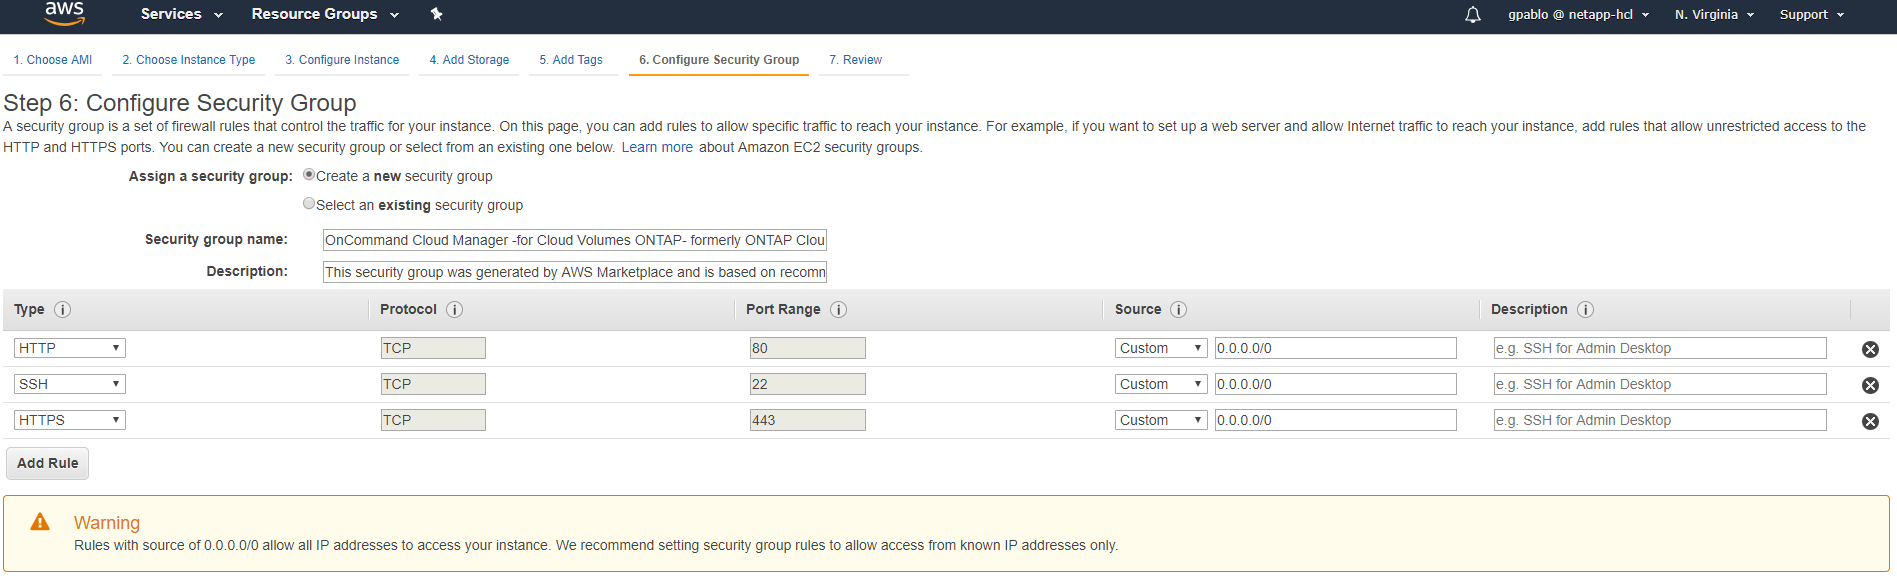 aws Services Resource Groups gpablo @ netapp-hcl N. Virginia Support
1. Choose AMI 2. Choose Instance Type 3. Configure Instance 4. Add Storage 5. Add Tags 6. Configure Security Group 7. Review
Step 6: Configure Security Group
A security group is a set of firewall rules that control the traffic for your instance. On this page, you can add rules to allow specific traffic to reach your instance. For example, if you want to set up a web server and allow Internet traffic to reach your instance, add rules that allow unrestricted access to the
HTTP and HTTPS ports. You can create a new security group or select from an existing one below. Learn more about Amazon EC2 security groups.
Assign a security group: Create a new security group
Select an existing security group
Security group name: OnCommand Cloud Manager -for Cloud Volumes ONTAP- formerly ONTAP Clou
Description: This security group was generated by AWS Marketplace and is based on recomm
Type Protocol Port Range Source Description
HTTP TCP 80 Custom 0.0.0.0/0 e.g. SSH for Admin Desktop
SSH TCP 22 Custom 0.0.0.0/0 e.g. SSH for Admin Desktop
HTTPS TCP 443 Custom 0.0.0.0/0 e.g. SSH for Admin Desktop
Add Rule
Warning
Rules with source of 0.0.0.0/0 allow all IP addresses to access your instance. We recommend setting security group rules to allow access from known IP addresses only.